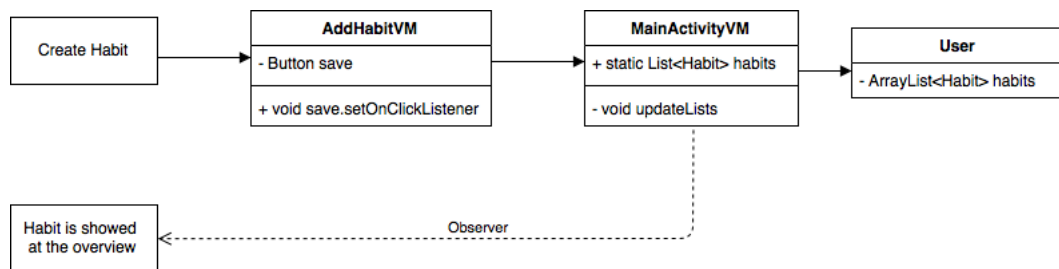 Create Habit
AddHabitVM
- Button save
+ void save.setOnClickListener
MainActivityVM
+ static List<Habit> habits
- void updateLists
User
- ArrayList<Habit> habits
Observer
Habit is showed
at the overview